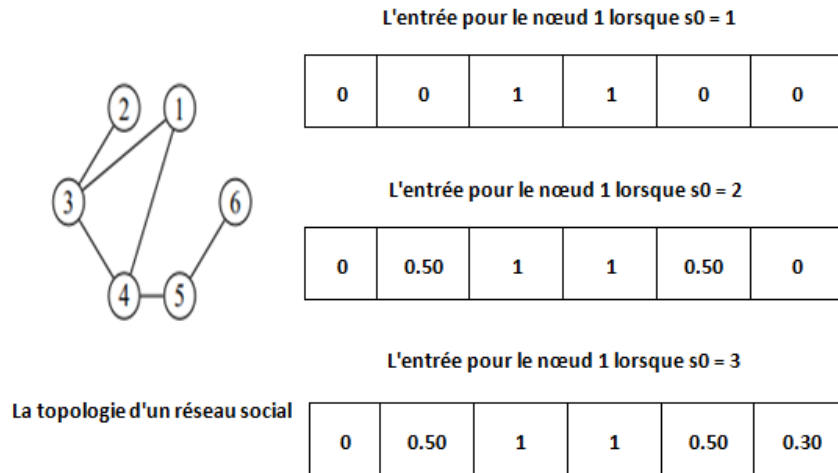 L'entrée pour le nœud 1 lorsque s0 = 1
0 0 1 1 0 0
2 1
3 6
4 5
L'entrée pour le nœud 1 lorsque s0 = 2
0 0.50 1 1 0.50 0
L'entrée pour le nœud 1 lorsque s0 = 3
La topologie d'un réseau social
0 0.50 1 1 0.50 0.30